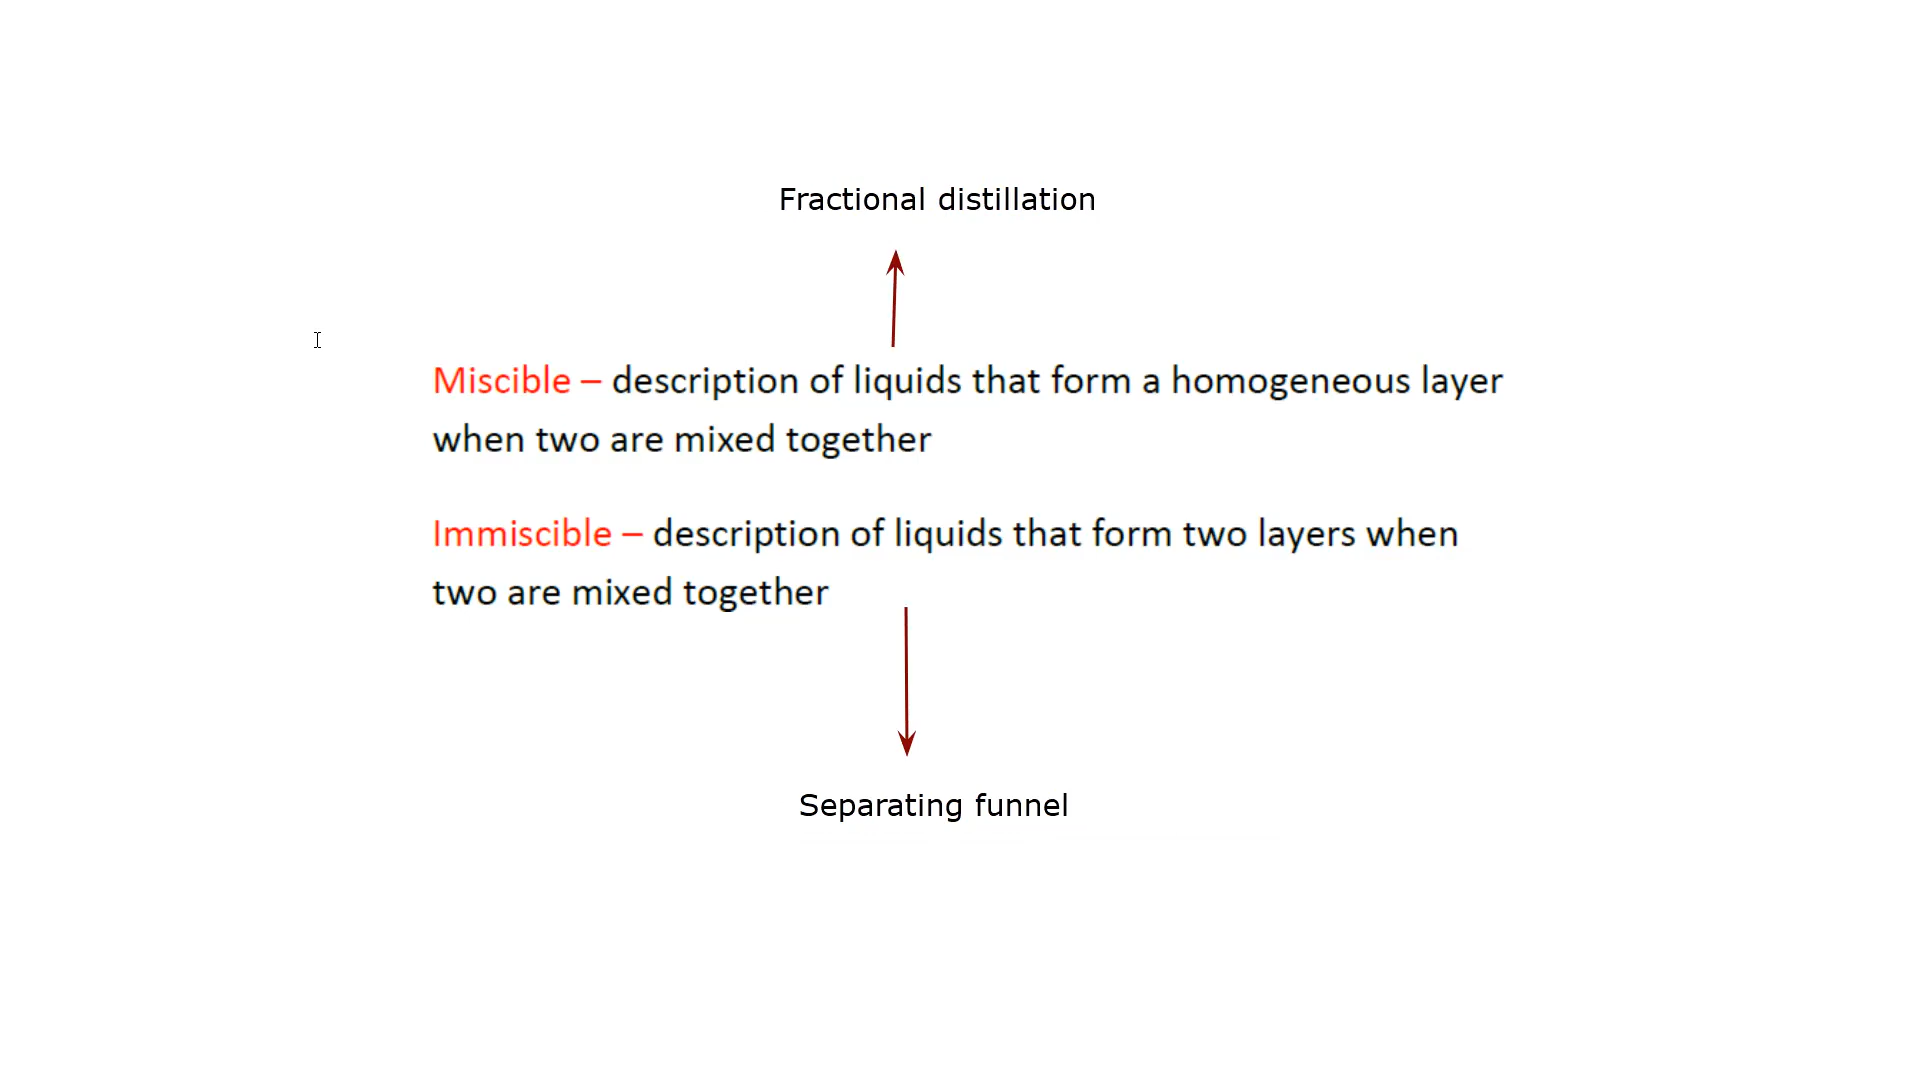 Fractional distillation
Miscible – description of liquids that form a homogeneous layer
when two are mixed together
Immiscible – description of liquids that form two layers when
two are mixed together
Separating funnel